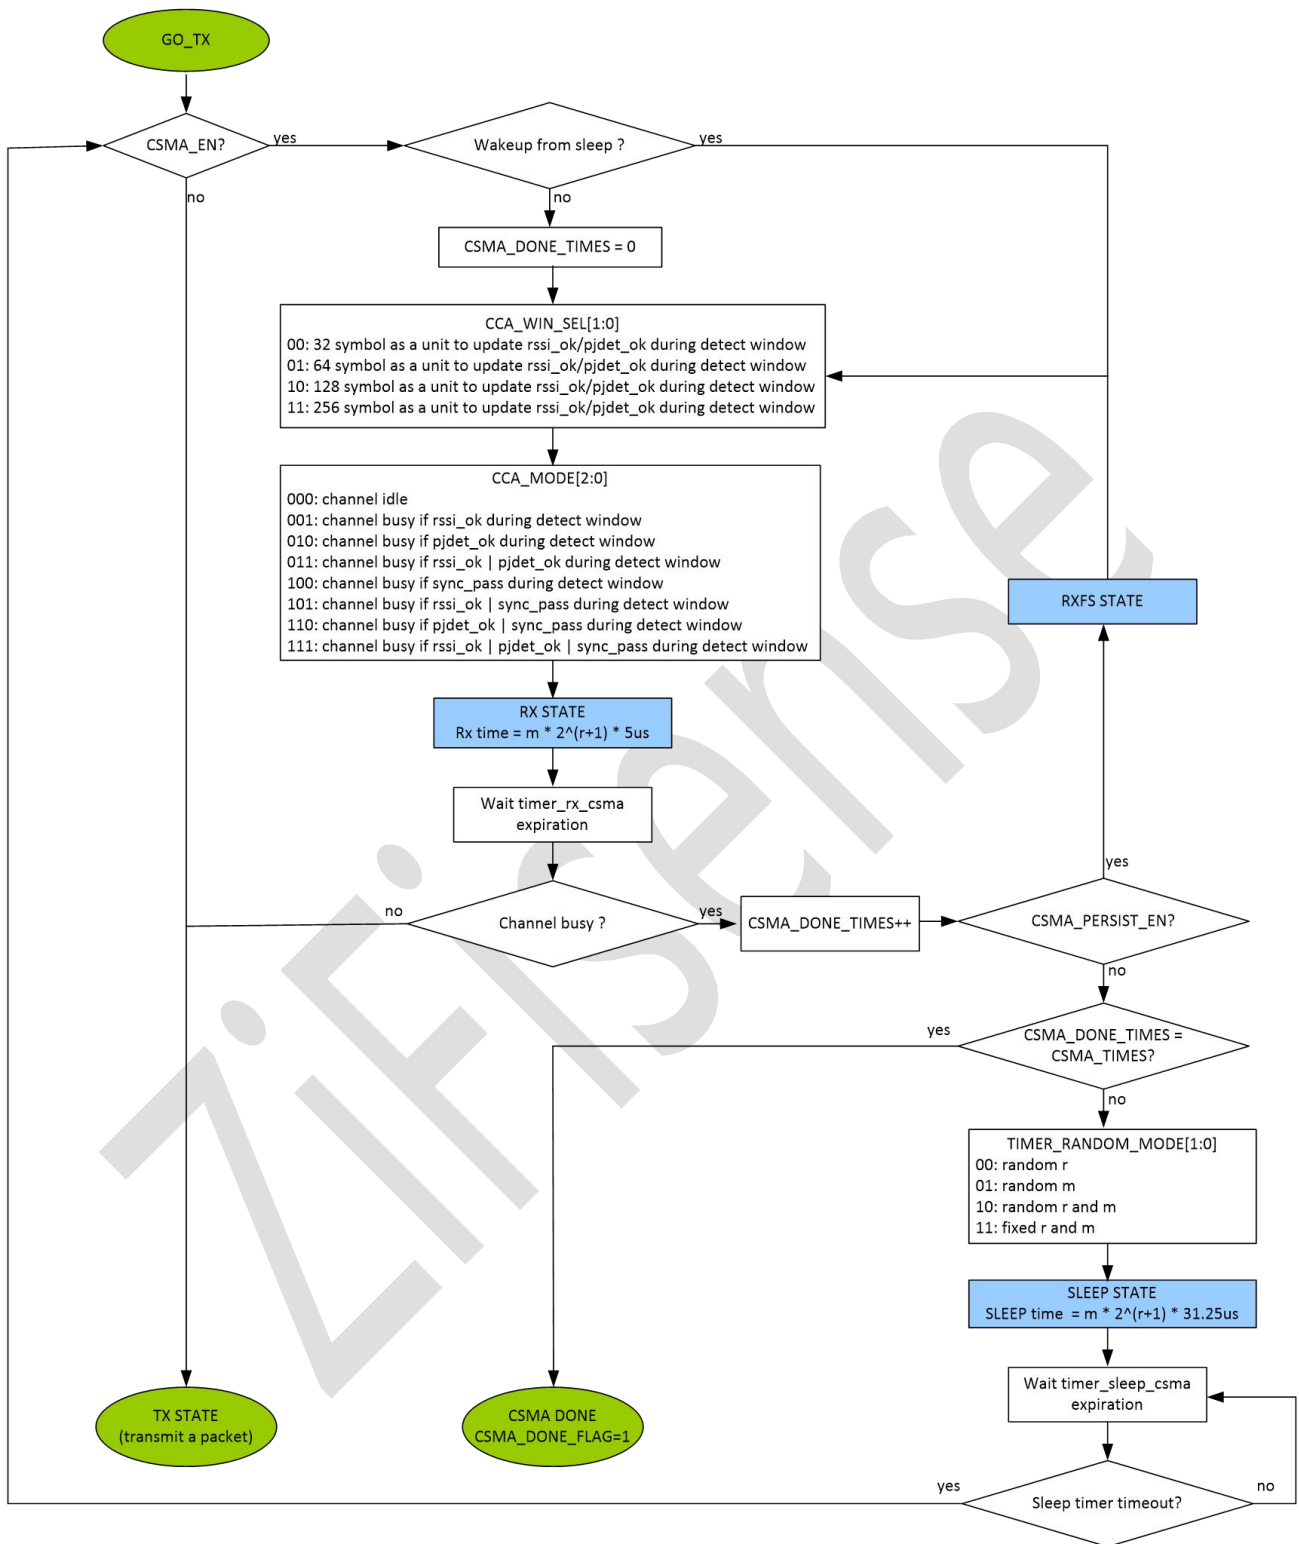 GO_TX
CSMA_EN?
yes
Wakeup from sleep ?
yes
no
no
CSMA_DONE_TIMES = 0
CCA_WIN_SEL[1:0]
00: 32 symbol as a unit to update rssi_ok/pjdet_ok during detect window
01: 64 symbol as a unit to update rssi_ok/pjdet_ok during detect window
10: 128 symbol as a unit to update rssi_ok/pjdet_ok during detect window
11: 256 symbol as a unit to update rssi_ok/pjdet_ok during detect window
CCA_MODE[2:0]
000: channel idle
001: channel busy if rssi_ok during detect window
010: channel busy if pjdet_ok during detect window
011: channel busy if rssi_ok | pjdet_ok during detect window
100: channel busy if sync_pass during detect window
101: channel busy if rssi_ok | sync_pass during detect window
110: channel busy if pjdet_ok | sync_pass during detect window
111: channel busy if rssi_ok | pjdet_ok | sync_pass during detect window
RXFS STATE
RX STATE
Rx time = m * 2^(r+1) * 5us
Wait timer_rx_csma
expiration
yes
no
Channel busy ?
yes
CSMA_DONE_TIMES++
CSMA_PERSIST_EN?
no
yes
CSMA_DONE_TIMES =
CSMA_TIMES?
no
TIMER_RANDOM_MODE[1:0]
00: random r
01: random m
10: random r and m
11: fixed r and m
SLEEP STATE
SLEEP time = m * 2^(r+1) * 31.25us
Wait timer_sleep_csma
expiration
TX STATE
(transmit a packet)
CSMA DONE
CSMA_DONE_FLAG=1
yes
Sleep timer timeout?
no
ZiFisense